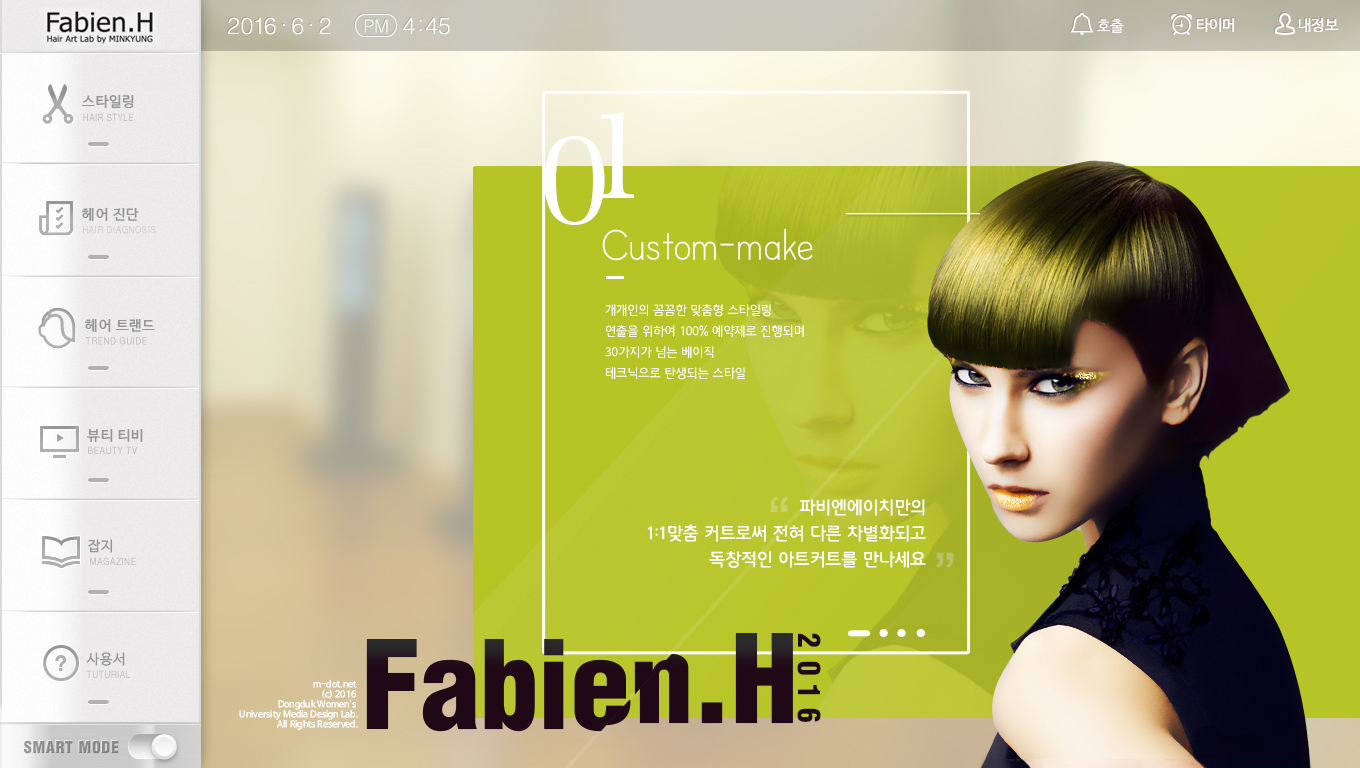 Fabien.H
Hair Art Lab by MINKYUNG
2016 · 6 · 2 PM 4:45
호출
타이머
내정보
스타일링
HAIR STYLE
헤어 진단
HAIR DIAGNOSIS
헤어 트랜드
TREND GUIDE
뷰티 티비
BEAUTY TV
잡지
MAGAZINE
사용서
TUTURIAL
SMART MODE
01
Custom-make
개개인의 꼼꼼한 맞춤형 스타일링
연출을 위하여 100% 예약제로 진행되며
30가지가 넘는 베이직
테크닉으로 탄생되는 스타일
“ 파비엔에이치만의
1:1맞춤 커트로써 전혀 다른 차별화되고
독창적인 아트커트를 만나세요 ”
Fabien.H 2016
m-dot.net
(c) 2016
Dongduk Women's
University Media Design Lab.
All Rights Reserved.